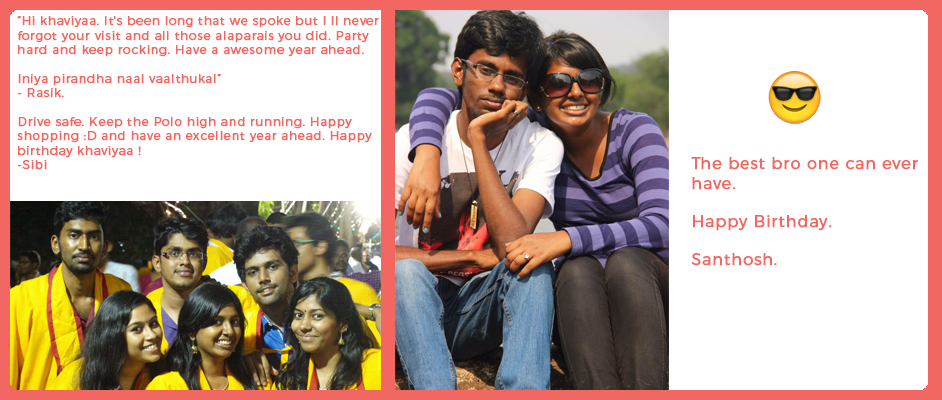 "Hi khaviyaa. It's been long that we spoke but I ll never
forgot your visit and all those alaparais you did. Party
hard and keep rocking. Have a awesome year ahead.
Iniya pirandha naal vaalthukal"
- Rasik.
Drive safe. Keep the Polo high and running. Happy
shopping :D and have an excellent year ahead. Happy
birthday khaviyaa !
-Sibi
The best bro one can ever
have.
Happy Birthday.
Santhosh.